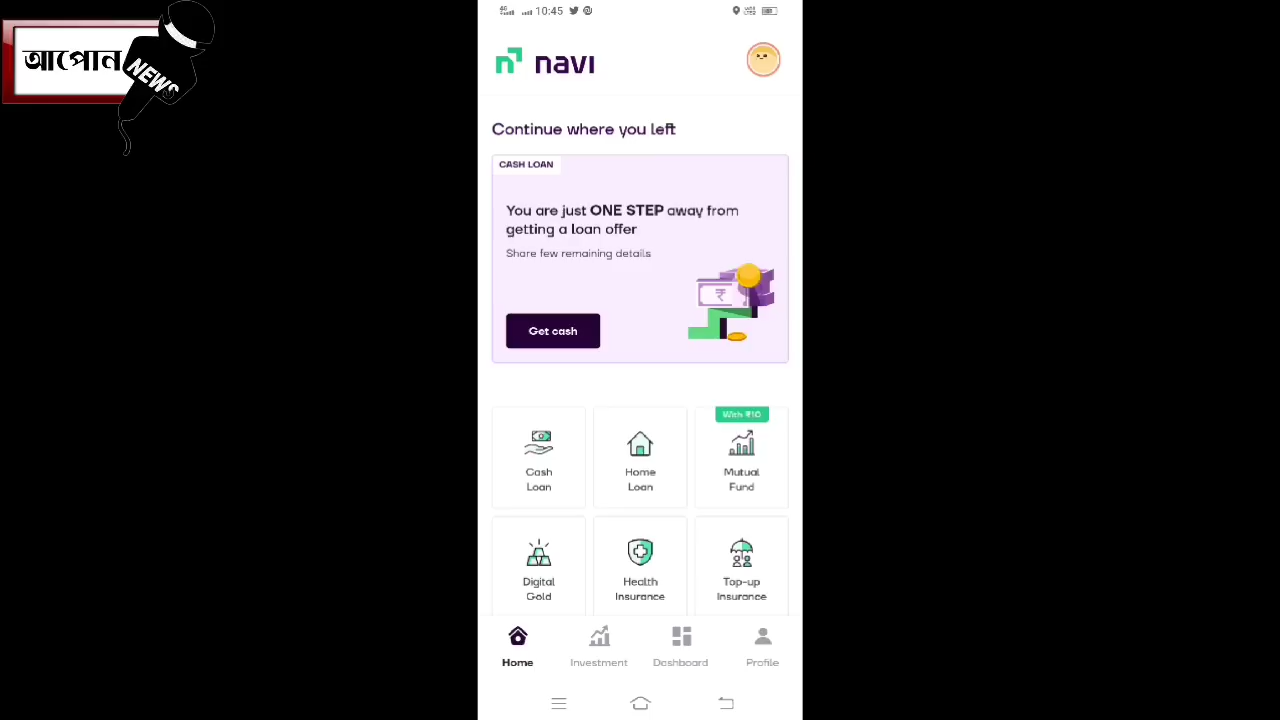 আপোন
NEWS
4G
10:45
VoLTE
navi
Continue where you left
CASH LOAN
You are just ONE STEP away from
getting a loan offer
Share few remaining details
₹
Get cash
With ₹10
Cash
Loan
Home
Loan
Mutual
Fund
Digital
Gold
Health
Insurance
Top-up
Insurance
Home
Investment
Dashboard
Profile